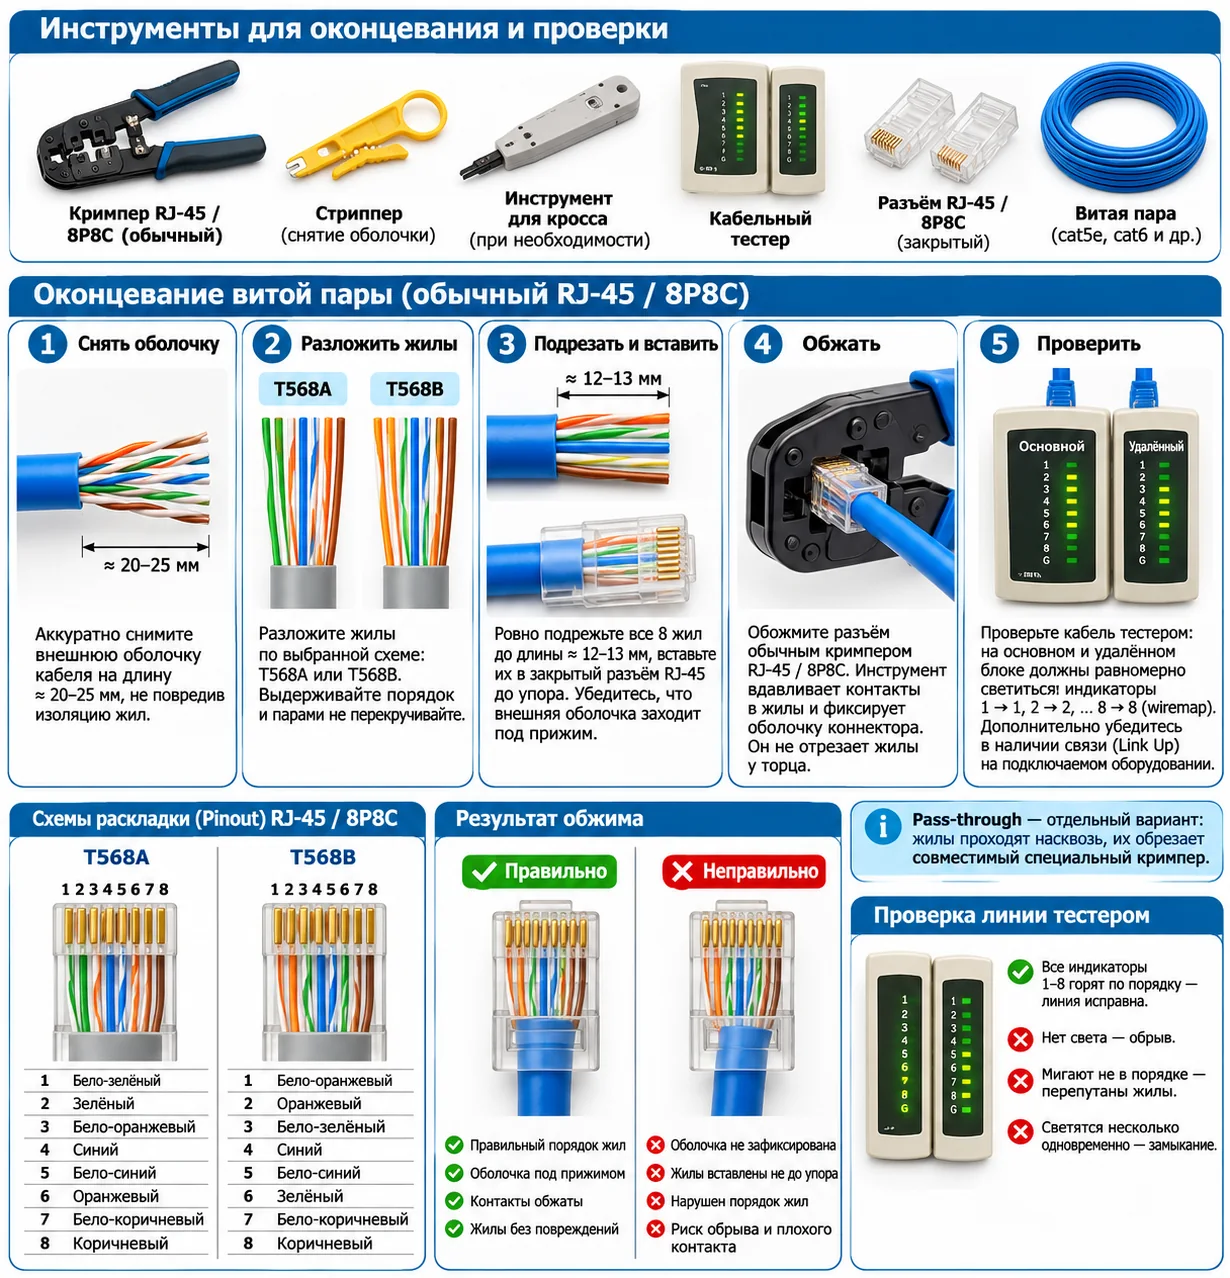 Инструменты для оконцевания и проверки
Кримпер RJ-45 /
8P8C (обычный)
Стриппер
(снятие оболочки)
Инструмент
для кросса
(при необходимости)
1
2
3
4
5
6
7
8
G
1
2
3
4
5
6
7
8
G
Кабельный
тестер
Разъём RJ-45 /
8P8C
(закрытый)
Витая пара
(cat5e, cat6 и др.)
Оконцевание витой пары (обычный RJ-45 / 8P8C)
1 Снять оболочку
≈ 20–25 мм
Аккуратно снимите
внешнюю оболочку
кабеля на длину
≈ 20–25 мм, не повредив
изоляцию жил.
2 Разложить жилы
T568A T568B
Разложите жилы
по выбранной схеме:
T568A или T568B.
Выдерживайте порядок
и парами не перекручивайте.
3 Подрезать и вставить
≈ 12–13 мм
Ровно подрежьте все 8 жил
до длины ≈ 12–13 мм, вставьте
их в закрытый разъём RJ-45
до упора. Убедитесь, что
внешняя оболочка заходит
под прижим.
4 Обжать
Обожмите разъём
обычным кримпером
RJ-45 / 8P8C. Инструмент
вдавливает контакты
в жилы и фиксирует
оболочку коннектора.
Он не отрезает жилы
у торца.
5 Проверить
Основной
1
2
3
4
5
6
7
8
G
Удалённый
1
2
3
4
5
6
7
8
G
Проверьте кабель тестером:
на основном и удалённом
блоке должны равномерно
светиться индикаторы
1 → 1, 2 → 2, ... 8 → 8 (wiremap).
Дополнительно убедитесь
в наличии связи (Link Up)
на подключаемом оборудовании.
Схемы раскладки (Pinout) RJ-45 / 8P8C
T568A
1 2 3 4 5 6 7 8
1 Бело-зелёный
2 Зелёный
3 Бело-оранжевый
4 Синий
5 Бело-синий
6 Оранжевый
7 Бело-коричневый
8 Коричневый
T568B
1 2 3 4 5 6 7 8
1 Бело-оранжевый
2 Оранжевый
3 Бело-зелёный
4 Синий
5 Бело-синий
6 Зелёный
7 Бело-коричневый
8 Коричневый
Результат обжима
Правильно
Правильный порядок жил
Оболочка под прижимом
Контакты обжаты
Жилы без повреждений
Неправильно
Оболочка не зафиксирована
Жилы вставлены не до упора
Нарушен порядок жил
Риск обрыва и плохого
контакта
i
Pass-through — отдельный вариант:
жилы проходят насквозь, их обрезает
совместимый специальный кримпер.
Проверка линии тестером
1
2
3
4
5
6
7
8
G
1
2
3
4
5
6
7
8
G
Все индикаторы
1–8 горят по порядку —
линия исправна.
Нет света — обрыв.
Мигают не в порядке —
перепутаны жилы.
Светятся несколько
одновременно — замыкание.